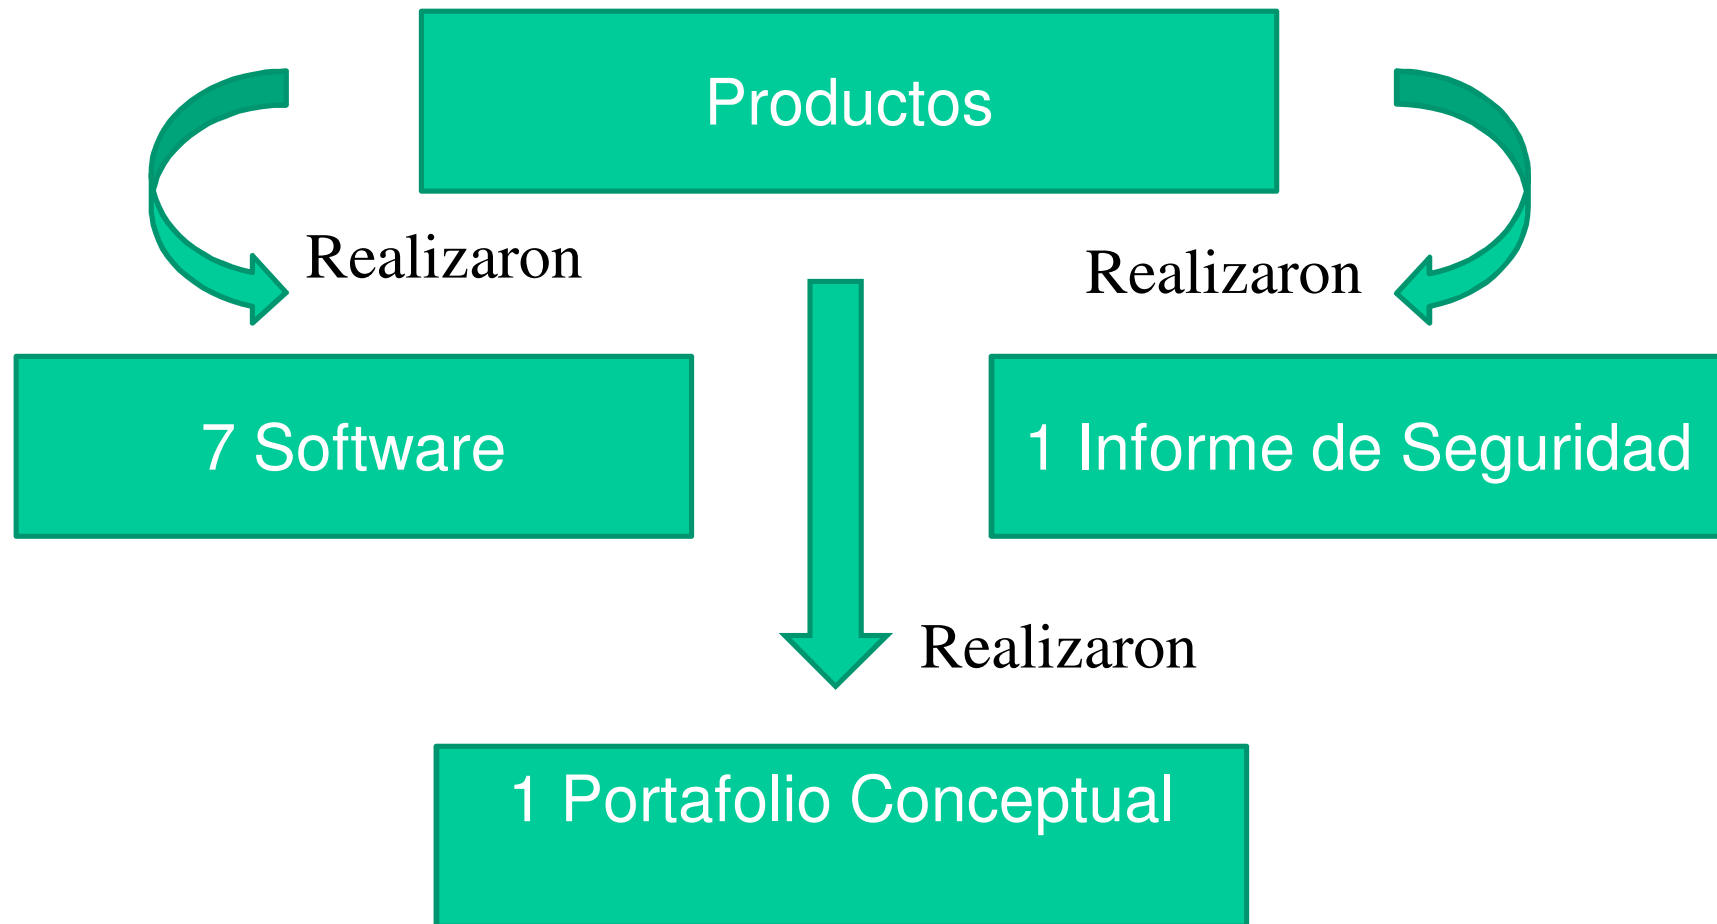 Productos
Realizaron
Realizaron
7 Software
1 Informe de Seguridad
Realizaron
1 Portafolio Conceptual